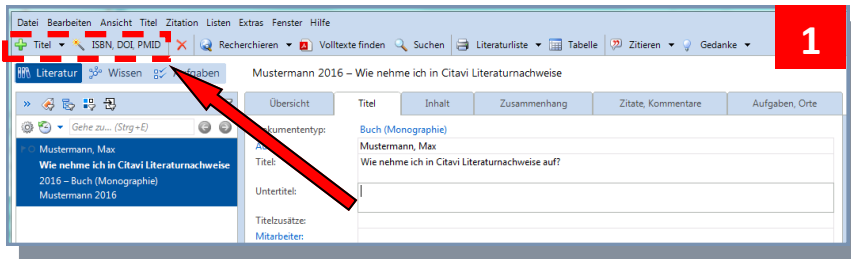 Datei Bearbeiten Ansicht Titel Zitation Listen Extras Fenster Hilfe
Titel ISBN, DOI, PMID Recherchieren Volltexte finden Suchen Literaturliste Tabelle Zitieren Gedanke
1
Literatur Wissen Mustermann 2016 – Wie nehme ich in Citavi Literaturnachweise
Übersicht Titel Inhalt Zusammenhang Zitate, Kommentare Aufgaben, Orte
Gehe zu... (Strg+E)
Buch (Monographie)
Mustermann, Max
Mustermann, Max
Titel: Wie nehme ich in Citavi Literaturnachweise auf?
Wie nehme ich in Citavi Literaturnachweise
2016 – Buch (Monographie)
Mustermann 2016
Untertitel:
Titelzusätze:
Mitarbeiter: